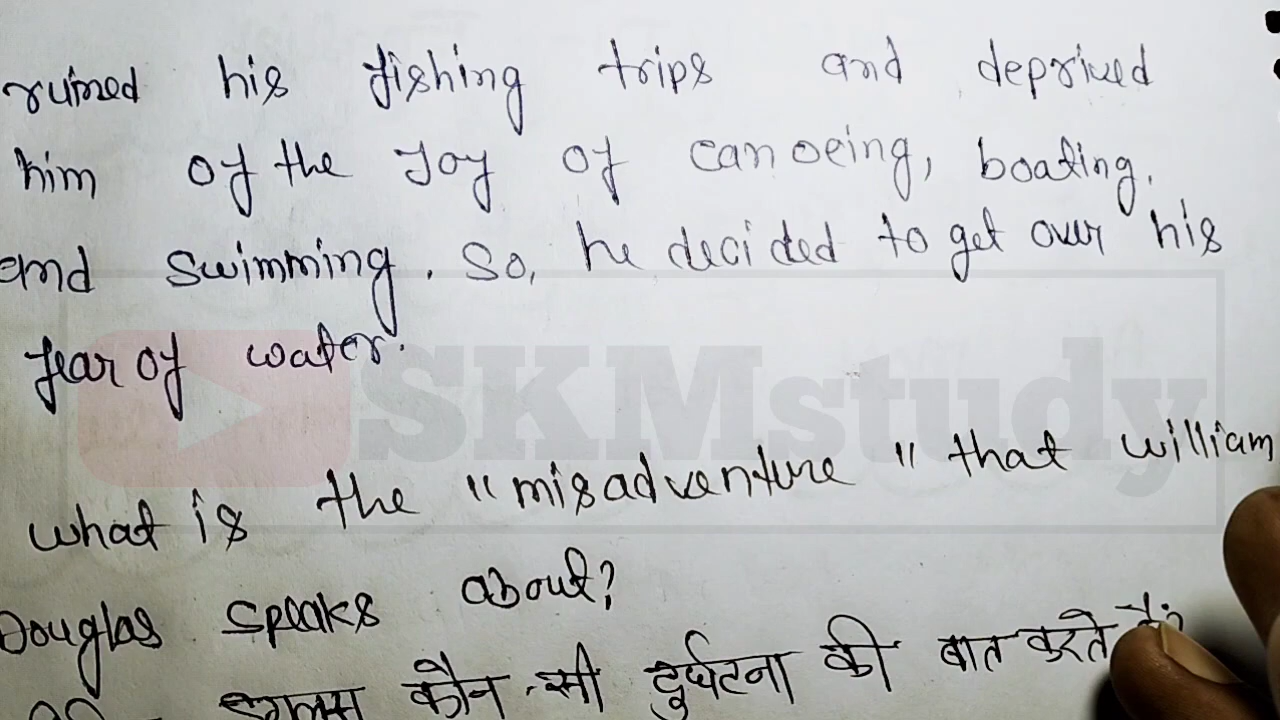 ruined his fishing trips and deprived
him of the Joy of canoeing, boating,
and swimming. So, he decided to get over his
fear of water.
SKMstudy
what is the "misadventure" that william
Douglas speaks about?
डगलस कौन-सी दुर्घटना की बात करते